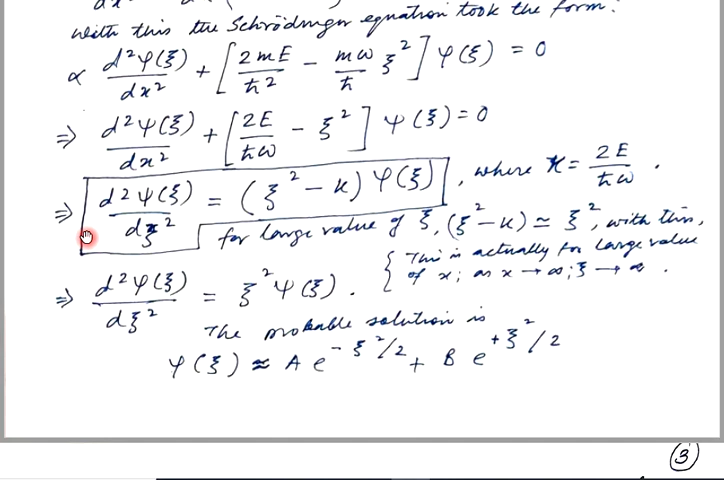 with this the Schrödinger equation took the form:
α d²ψ(ξ)/dx² + [2mE/ħ² − mω/ħ ξ²] ψ(ξ) = 0
⇒ d²ψ(ξ)/dx² + [2E/ħω − ξ²] ψ(ξ) = 0
⇒ d²ψ(ξ)/dξ² = (ξ² − K) ψ(ξ) , where K = 2E/ħω .
for large value of ξ, (ξ² − K) ≃ ξ², with this,
⇒ d²ψ(ξ)/dξ² = ξ² ψ(ξ) . { This is actually for large value
of x; as x → ∞; ξ → ∞ .
The probable solution is
ψ(ξ) ≈ A e^{−ξ²/2} + B e^{+ξ²/2}
3